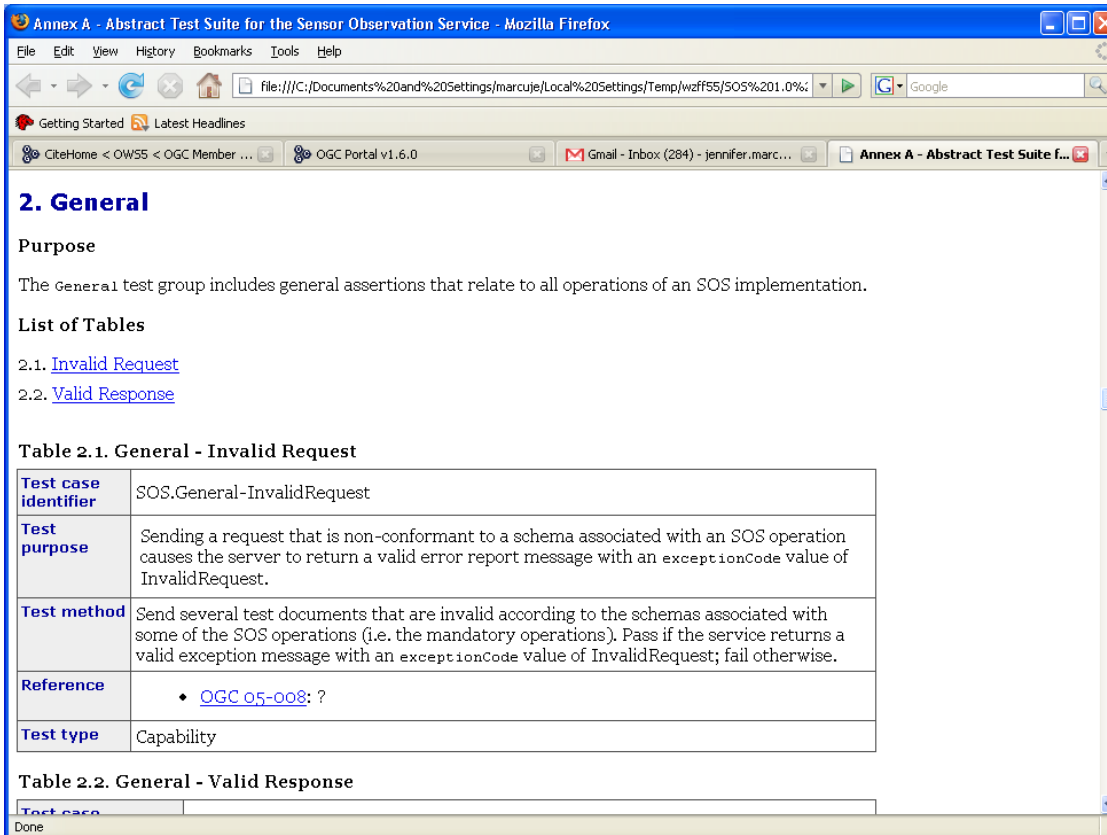 Annex A - Abstract Test Suite for the Sensor Observation Service - Mozilla Firefox
File Edit View History Bookmarks Tools Help
file:///C:/Documents%20and%20Settings/marcuje/Local%20Settings/Temp/wzff55/SOS%201.0%2
G Google
Getting Started Latest Headlines
CiteHome < OWS5 < OGC Member ... OGC Portal v1.6.0 Gmail - Inbox (284) - jennifer.marc... Annex A - Abstract Test Suite f...
2. General
Purpose
The General test group includes general assertions that relate to all operations of an SOS implementation.
List of Tables
2.1. Invalid Request
2.2. Valid Response
Table 2.1. General - Invalid Request
Test case
identifier
SOS.General-InvalidRequest
Test
purpose
Sending a request that is non-conformant to a schema associated with an SOS operation
causes the server to return a valid error report message with an exceptionCode value of
InvalidRequest.
Test method
Send several test documents that are invalid according to the schemas associated with
some of the SOS operations (i.e. the mandatory operations). Pass if the service returns a
valid exception message with an exceptionCode value of InvalidRequest; fail otherwise.
Reference
• OGC 05-008: ?
Test type
Capability
Table 2.2. General - Valid Response
Test case
Done